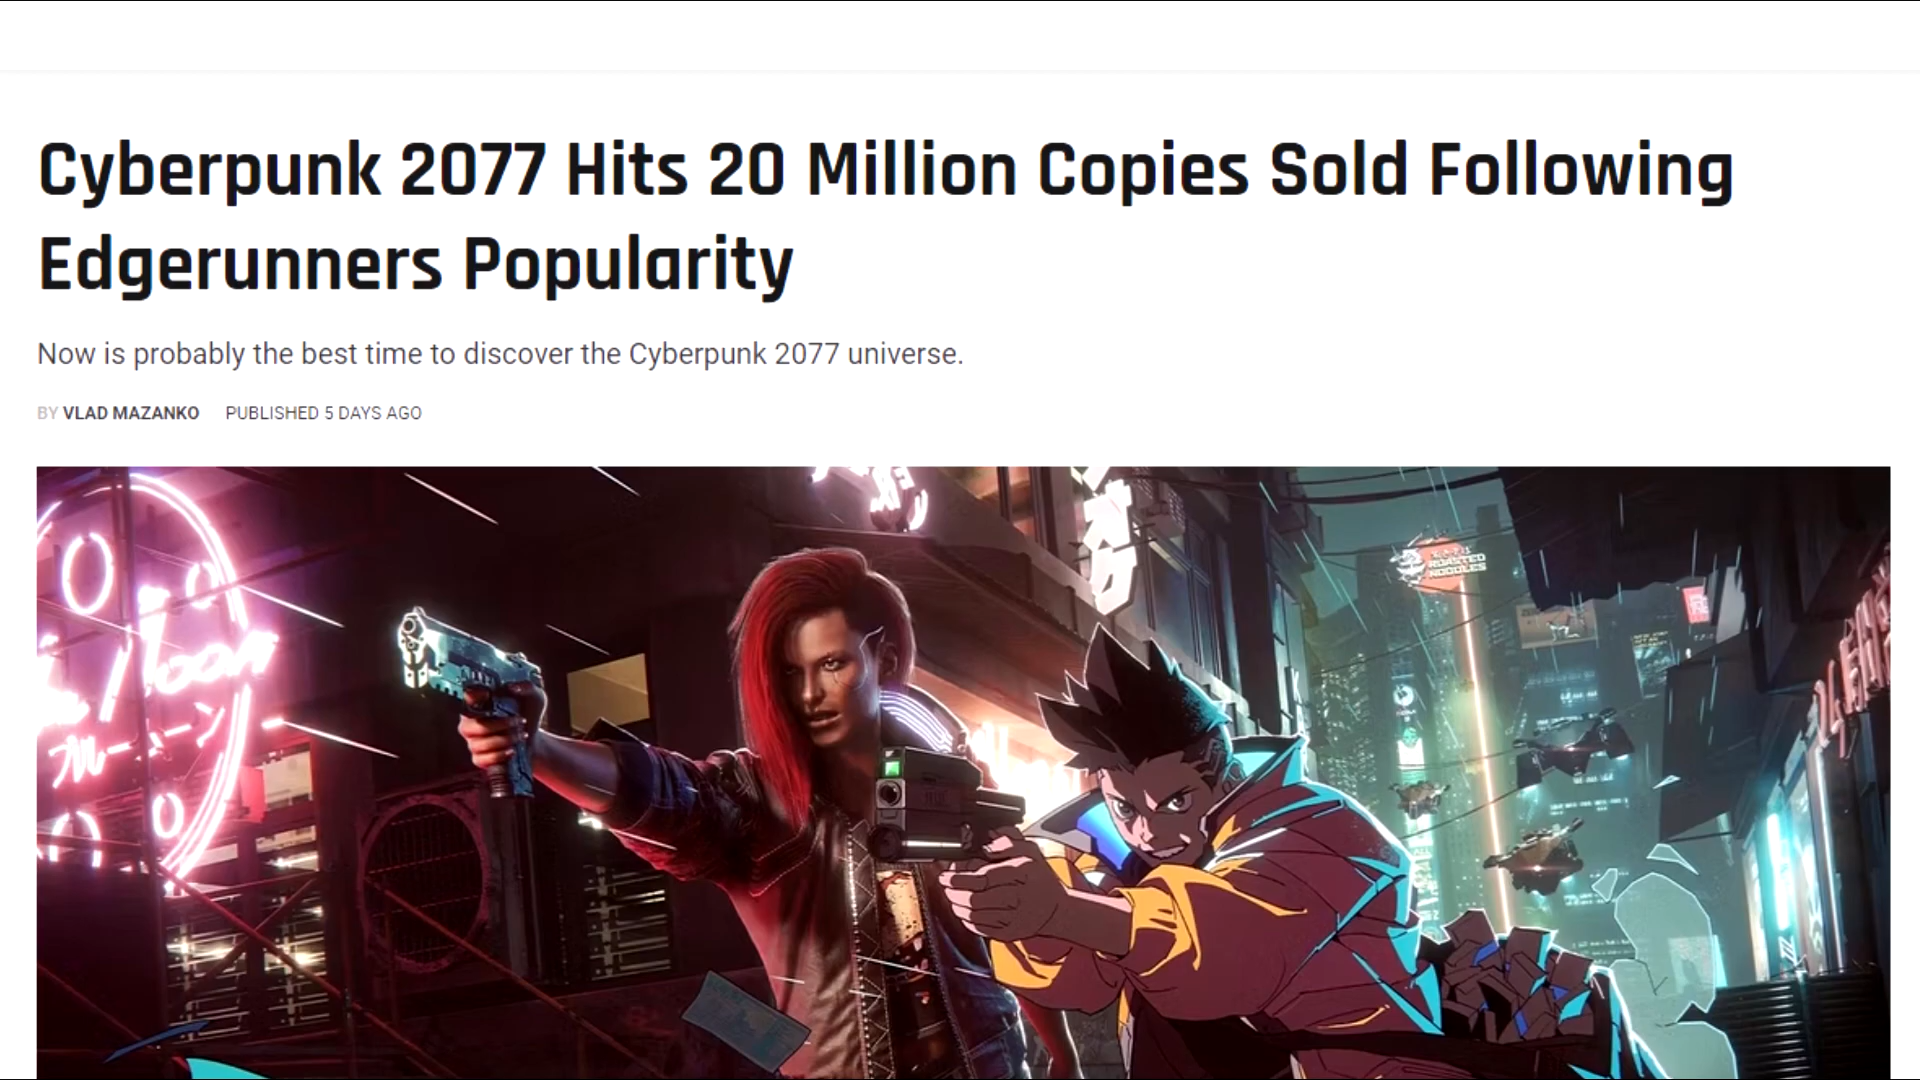 Cyberpunk 2077 Hits 20 Million Copies Sold Following
Edgerunners Popularity
Now is probably the best time to discover the Cyberpunk 2077 universe.
BY VLAD MAZANKO PUBLISHED 5 DAYS AGO
ROASTED
NOODLES